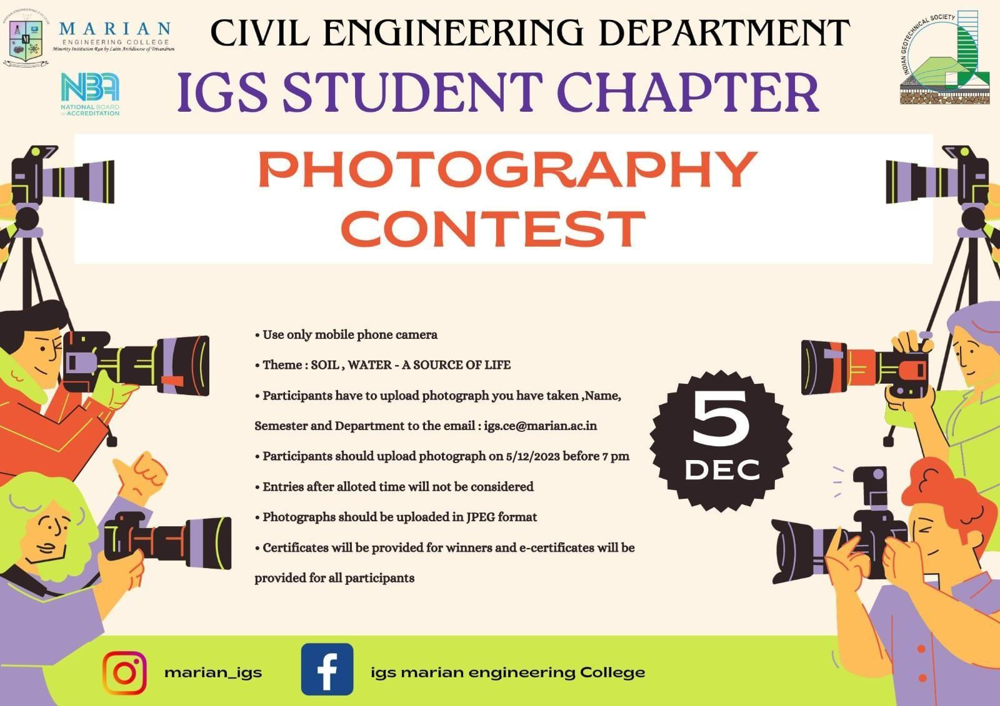 MARIAN
ENGINEERING COLLEGE
Minority Institution Run by Latin Archdiocese of Trivandrum
CIVIL ENGINEERING DEPARTMENT
INDIAN GEOTECHNICAL SOCIETY
NBA
NATIONAL BOARD
OF ACCREDITATION
IGS STUDENT CHAPTER
PHOTOGRAPHY
CONTEST
• Use only mobile phone camera
• Theme : SOIL , WATER - A SOURCE OF LIFE
• Participants have to upload photograph you have taken ,Name,
Semester and Department to the email : igs.ce@marian.ac.in
• Participants should upload photograph on 5/12/2023 before 7 pm
• Entries after alloted time will not be considered
• Photographs should be uploaded in JPEG format
• Certificates will be provided for winners and e-certificates will be
provided for all participants
5
DEC
marian_igs
igs marian engineering College